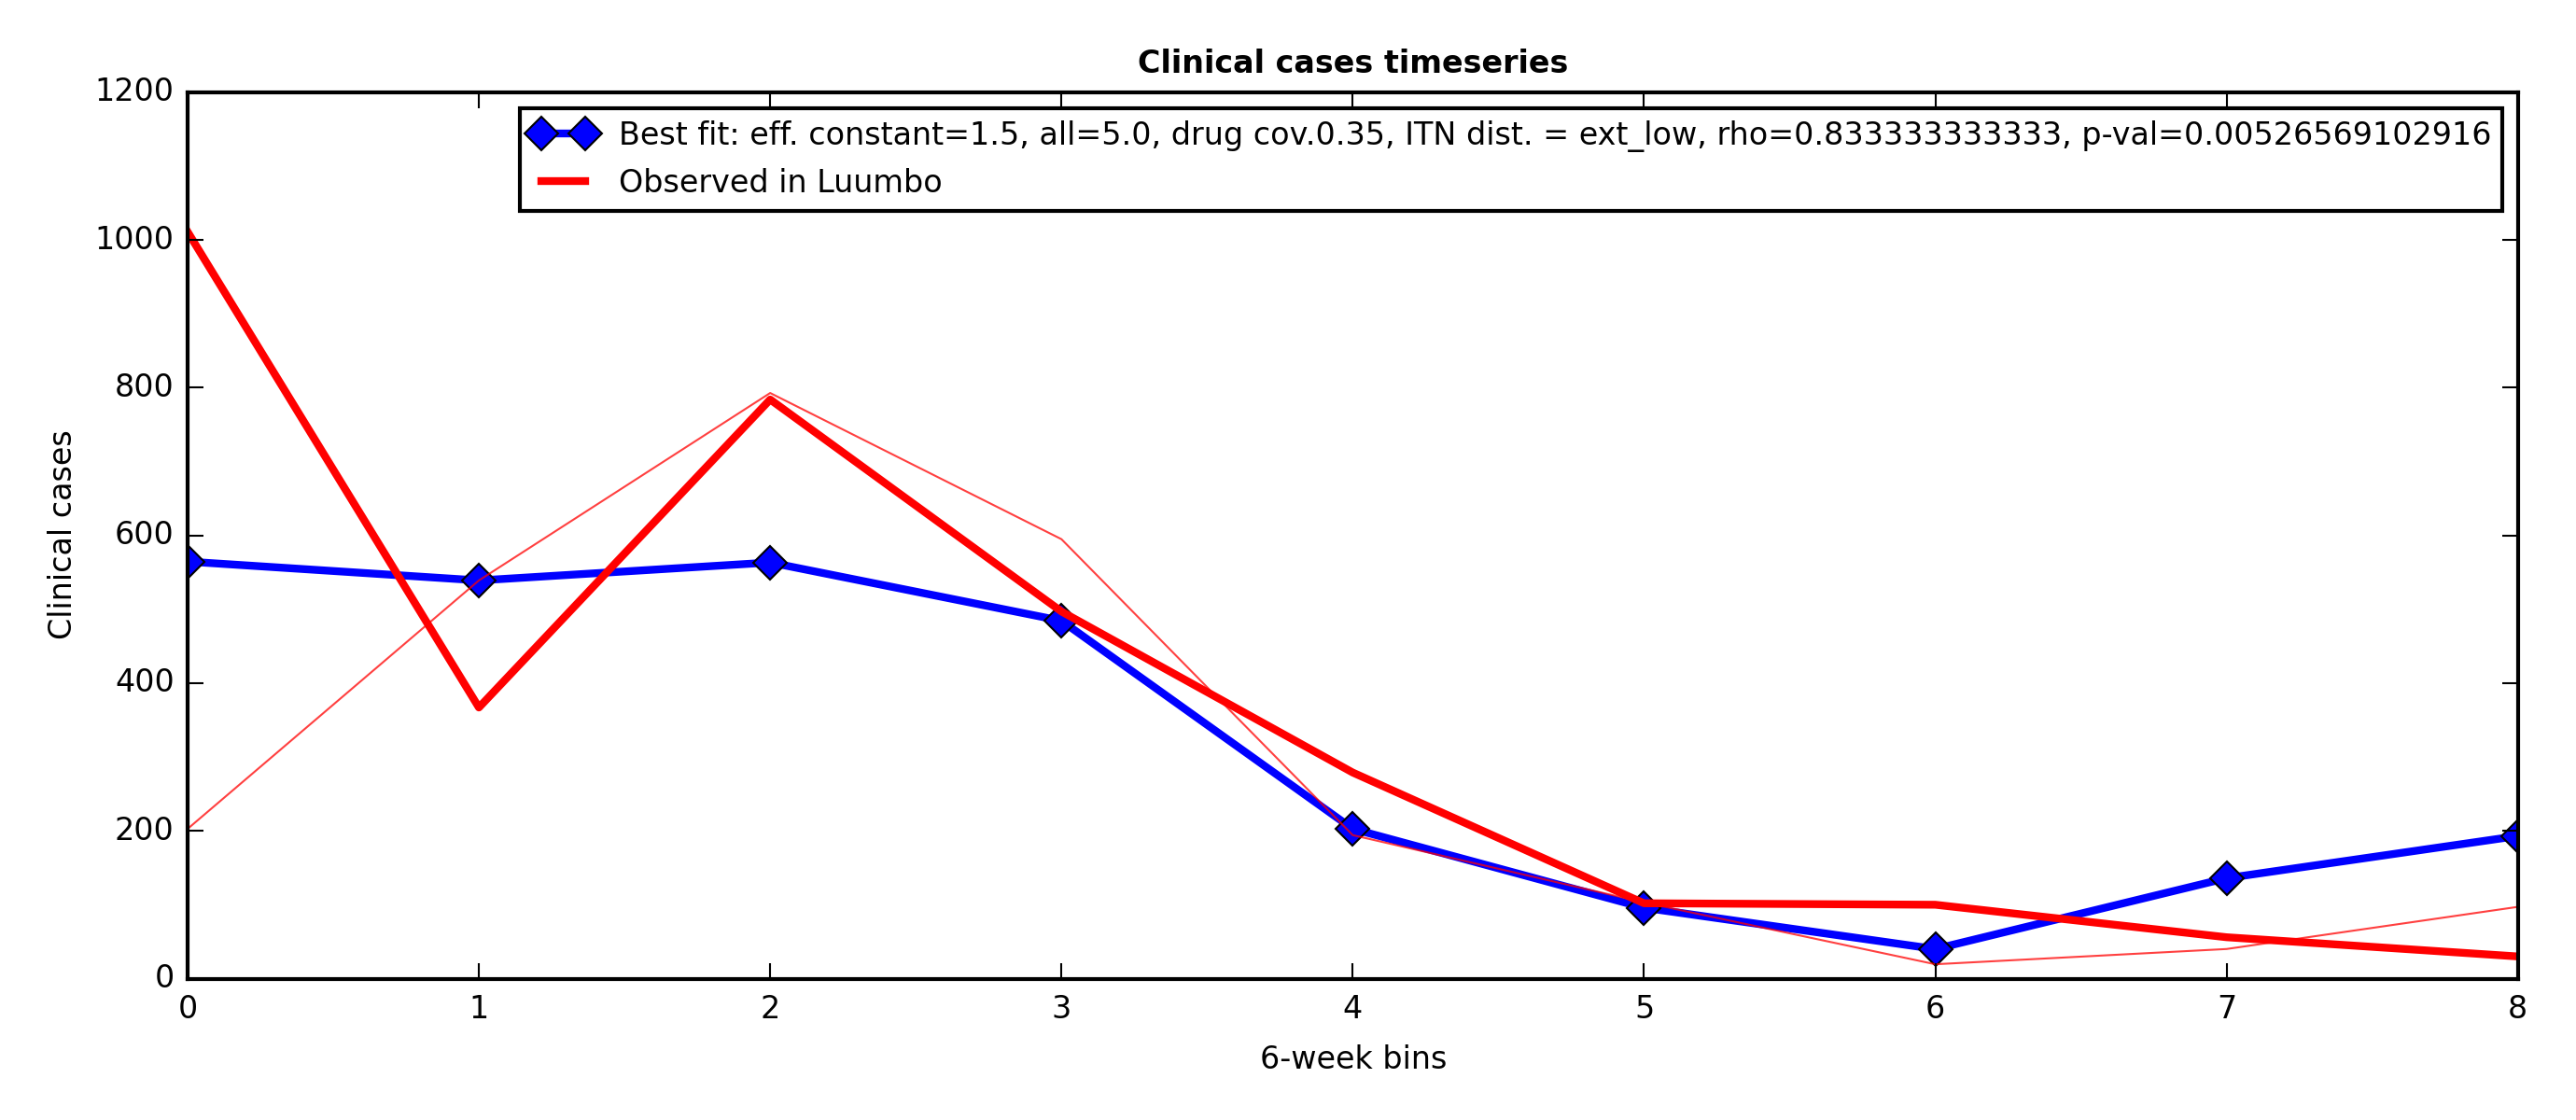 Clinical cases timeseries
Best fit: eff. constant=1.5, all=5.0, drug cov.0.35, ITN dist. = ext_low, rho=0.833333333333, p-val=0.00526569102916
Observed in Luumbo
1200
1000
800
600
400
200
0
Clinical cases
0 1 2 3 4 5 6 7 8
6-week bins